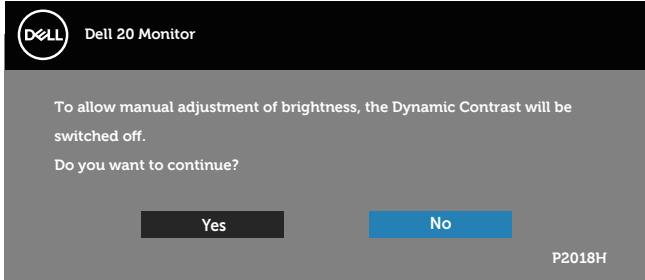 DELL
Dell 20 Monitor
To allow manual adjustment of brightness, the Dynamic Contrast will be
switched off.
Do you want to continue?
Yes No
P2018H